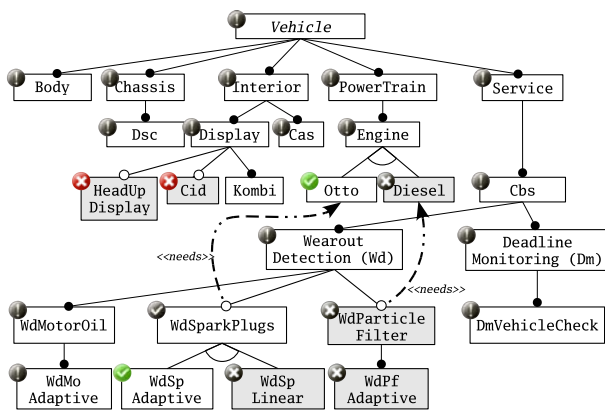 Vehicle
Body
Chassis
Interior
PowerTrain
Service
Dsc
Display
Cas
Engine
HeadUp
Display
Cid
Kombi
Otto
Diesel
Cbs
<<needs>>
Wearout
Detection (Wd)
Deadline
Monitoring (Dm)
<<needs>>
WdMotorOil
WdSparkPlugs
WdParticle
Filter
DmVehicleCheck
WdMo
Adaptive
WdSp
Adaptive
WdSp
Linear
WdPf
Adaptive